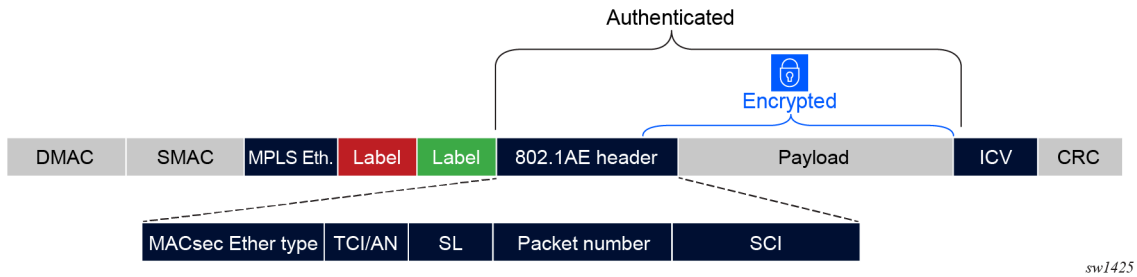 Authenticated
Encrypted
DMAC SMAC MPLS Eth. Label Label 802.1AE header Payload ICV CRC
MACsec Ether type TCI/AN SL Packet number SCI
sw1425